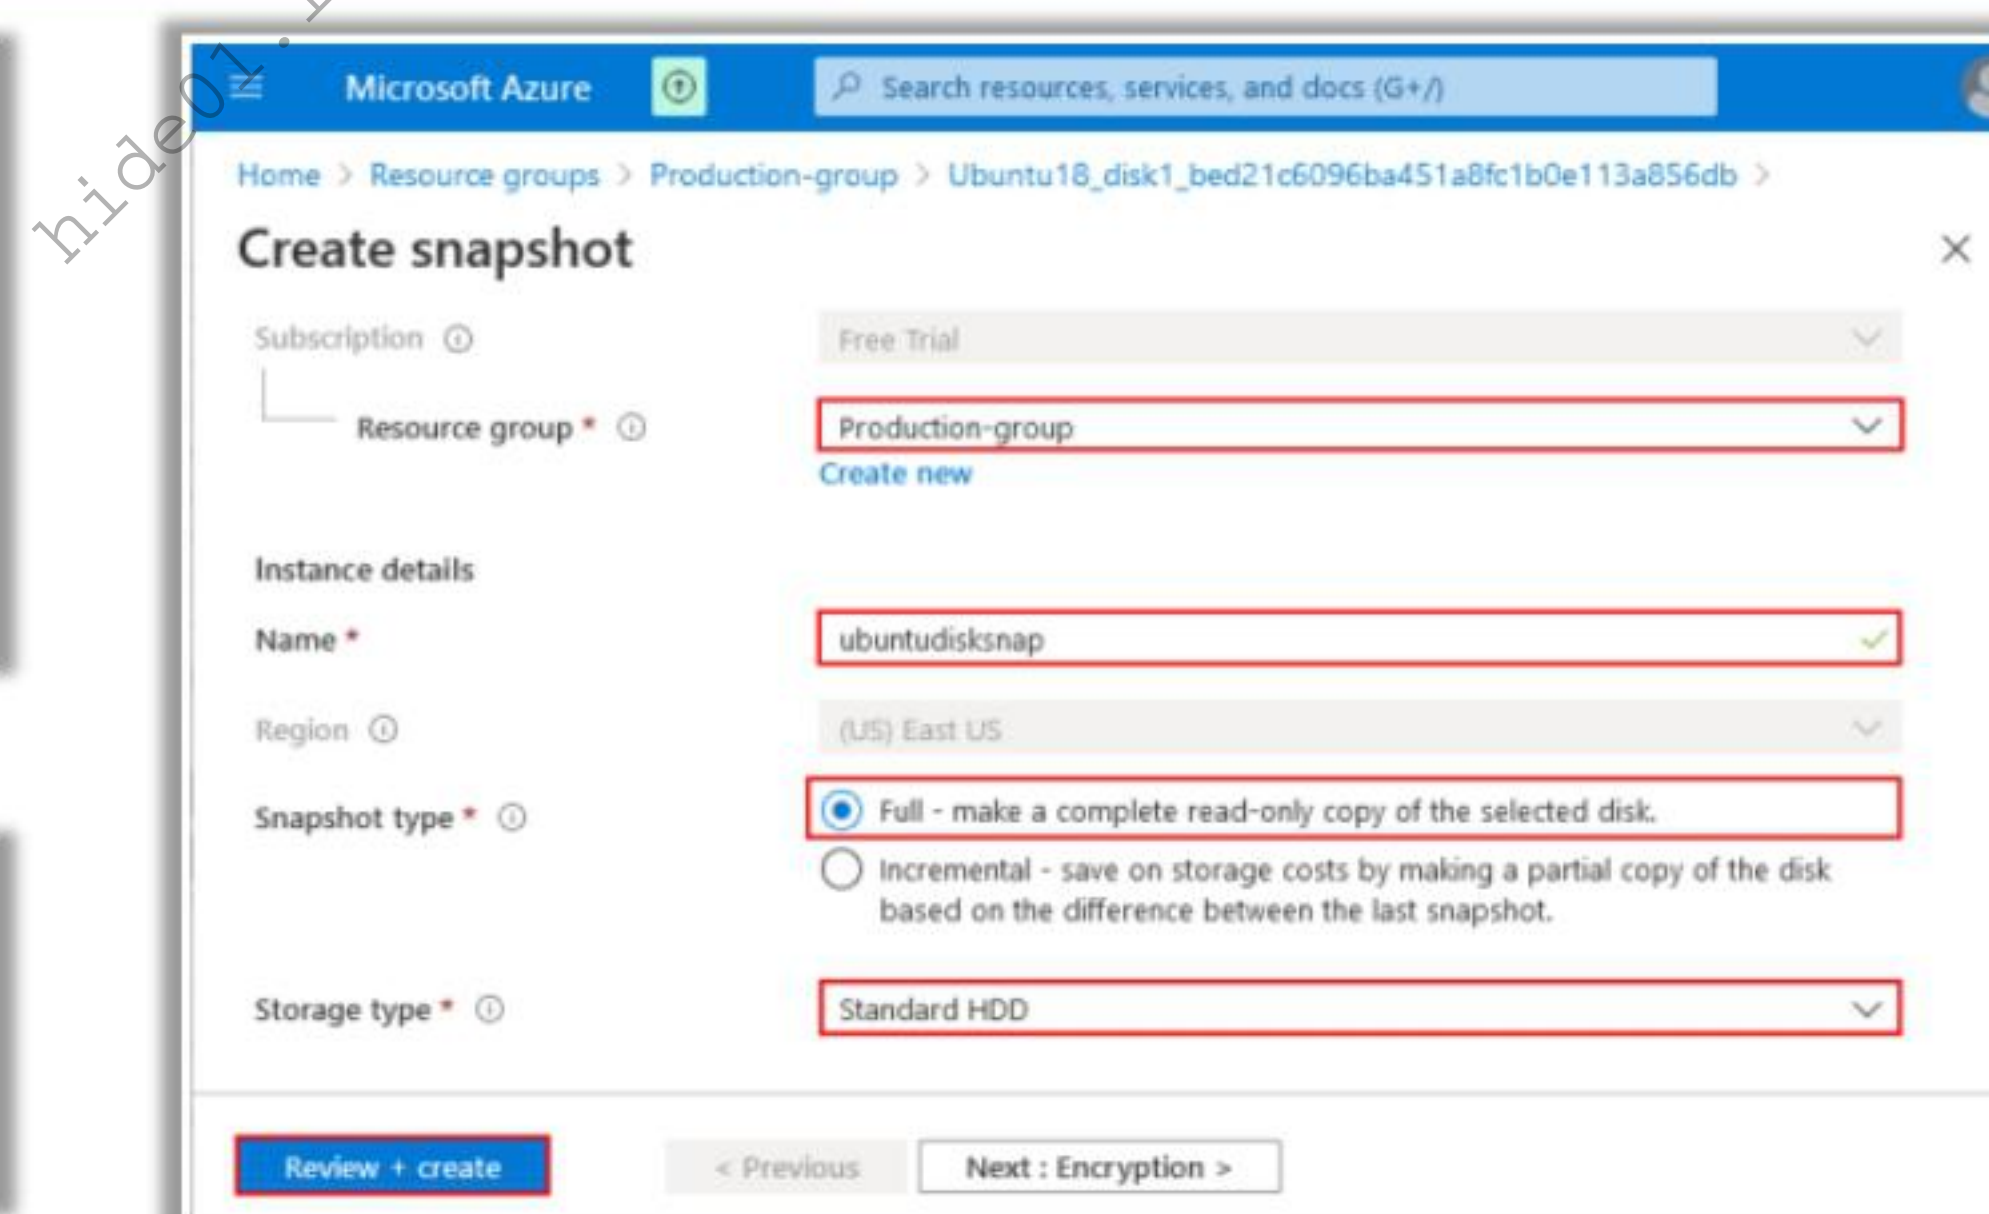 hide01.
Microsoft Azure
Search resources, services, and docs (G+/)
Home > Resource groups > Production-group > Ubuntu18_disk1_bed21c6096ba451a8fc1b0e113a856db >
Create snapshot
Subscription
Free Trial
Resource group *
Production-group
Create new
Instance details
Name *
ubuntudisksnap
Region
(US) East US
Snapshot type *
Full - make a complete read-only copy of the selected disk.
Incremental - save on storage costs by making a partial copy of the disk
based on the difference between the last snapshot.
Storage type *
Standard HDD
Review + create
< Previous
Next : Encryption >